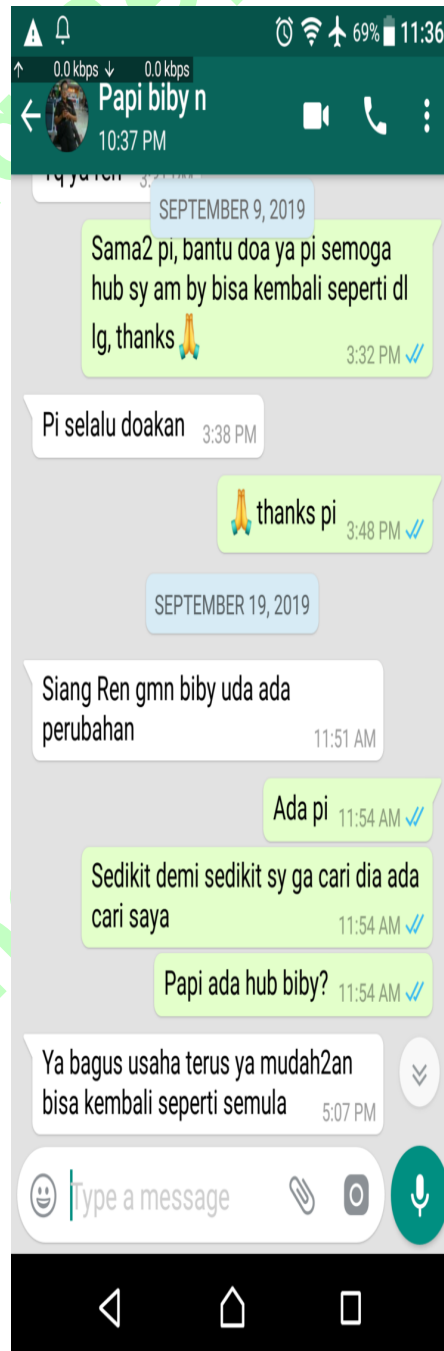 69% 11:36
0.0 kbps 0.0 kbps
Papi biby n
10:37 PM
SEPTEMBER 9, 2019
Sama2 pi, bantu doa ya pi semoga
hub sy am by bisa kembali seperti dl
lg, thanks🙏
3:32 PM
Pi selalu doakan 3:38 PM
🙏 thanks pi 3:48 PM
SEPTEMBER 19, 2019
Siang Ren gmn biby uda ada
perubahan 11:51 AM
Ada pi 11:54 AM
Sedikit demi sedikit sy ga cari dia ada
cari saya 11:54 AM
Papi ada hub biby? 11:54 AM
Ya bagus usaha terus ya mudah2an
bisa kembali seperti semula 5:07 PM
Type a message